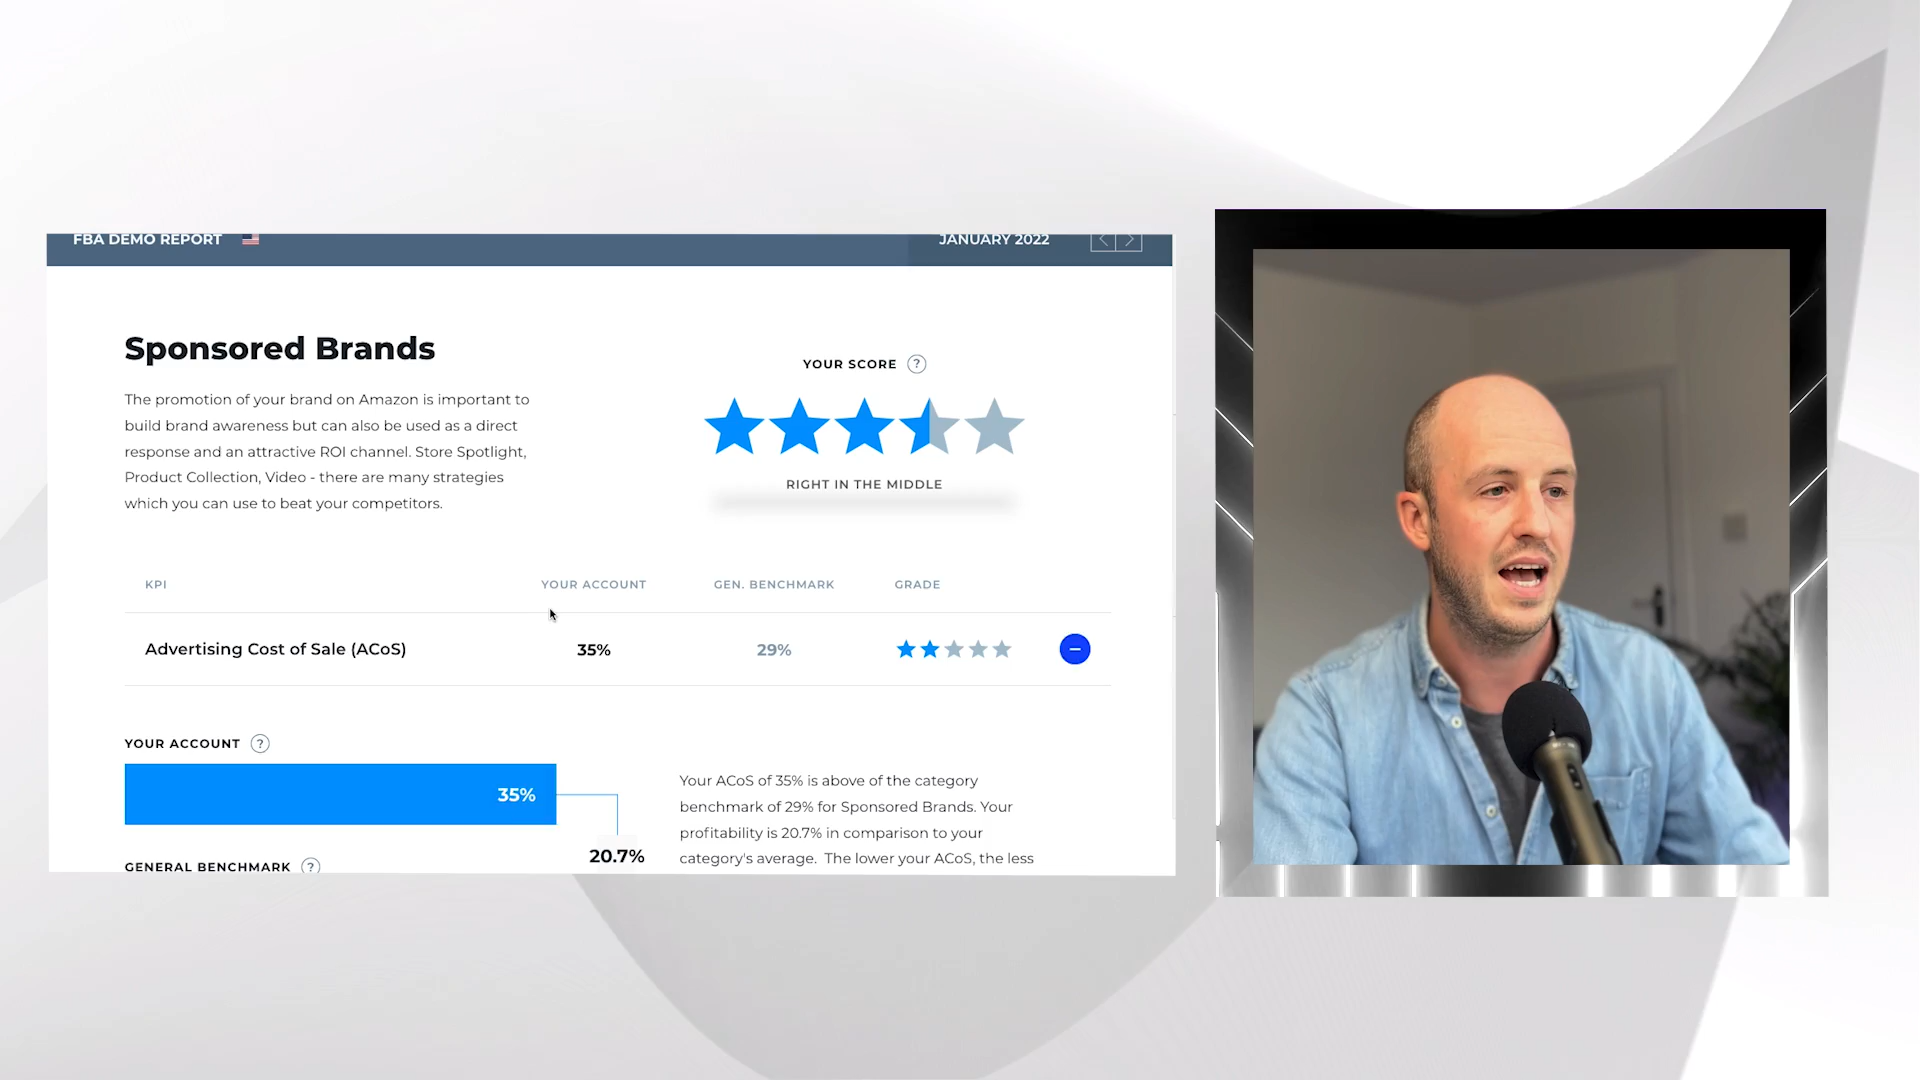 FBA DEMO REPORT
JANUARY 2022
Sponsored Brands
The promotion of your brand on Amazon is important to
build brand awareness but can also be used as a direct
response and an attractive ROI channel. Store Spotlight,
Product Collection, Video - there are many strategies
which you can use to beat your competitors.
YOUR SCORE ?
RIGHT IN THE MIDDLE
KPI YOUR ACCOUNT GEN. BENCHMARK GRADE
Advertising Cost of Sale (ACoS) 35% 29%
YOUR ACCOUNT ?
35%
20.7%
GENERAL BENCHMARK ?
Your ACoS of 35% is above of the category
benchmark of 29% for Sponsored Brands. Your
profitability is 20.7% in comparison to your
category's average. The lower your ACoS, the less